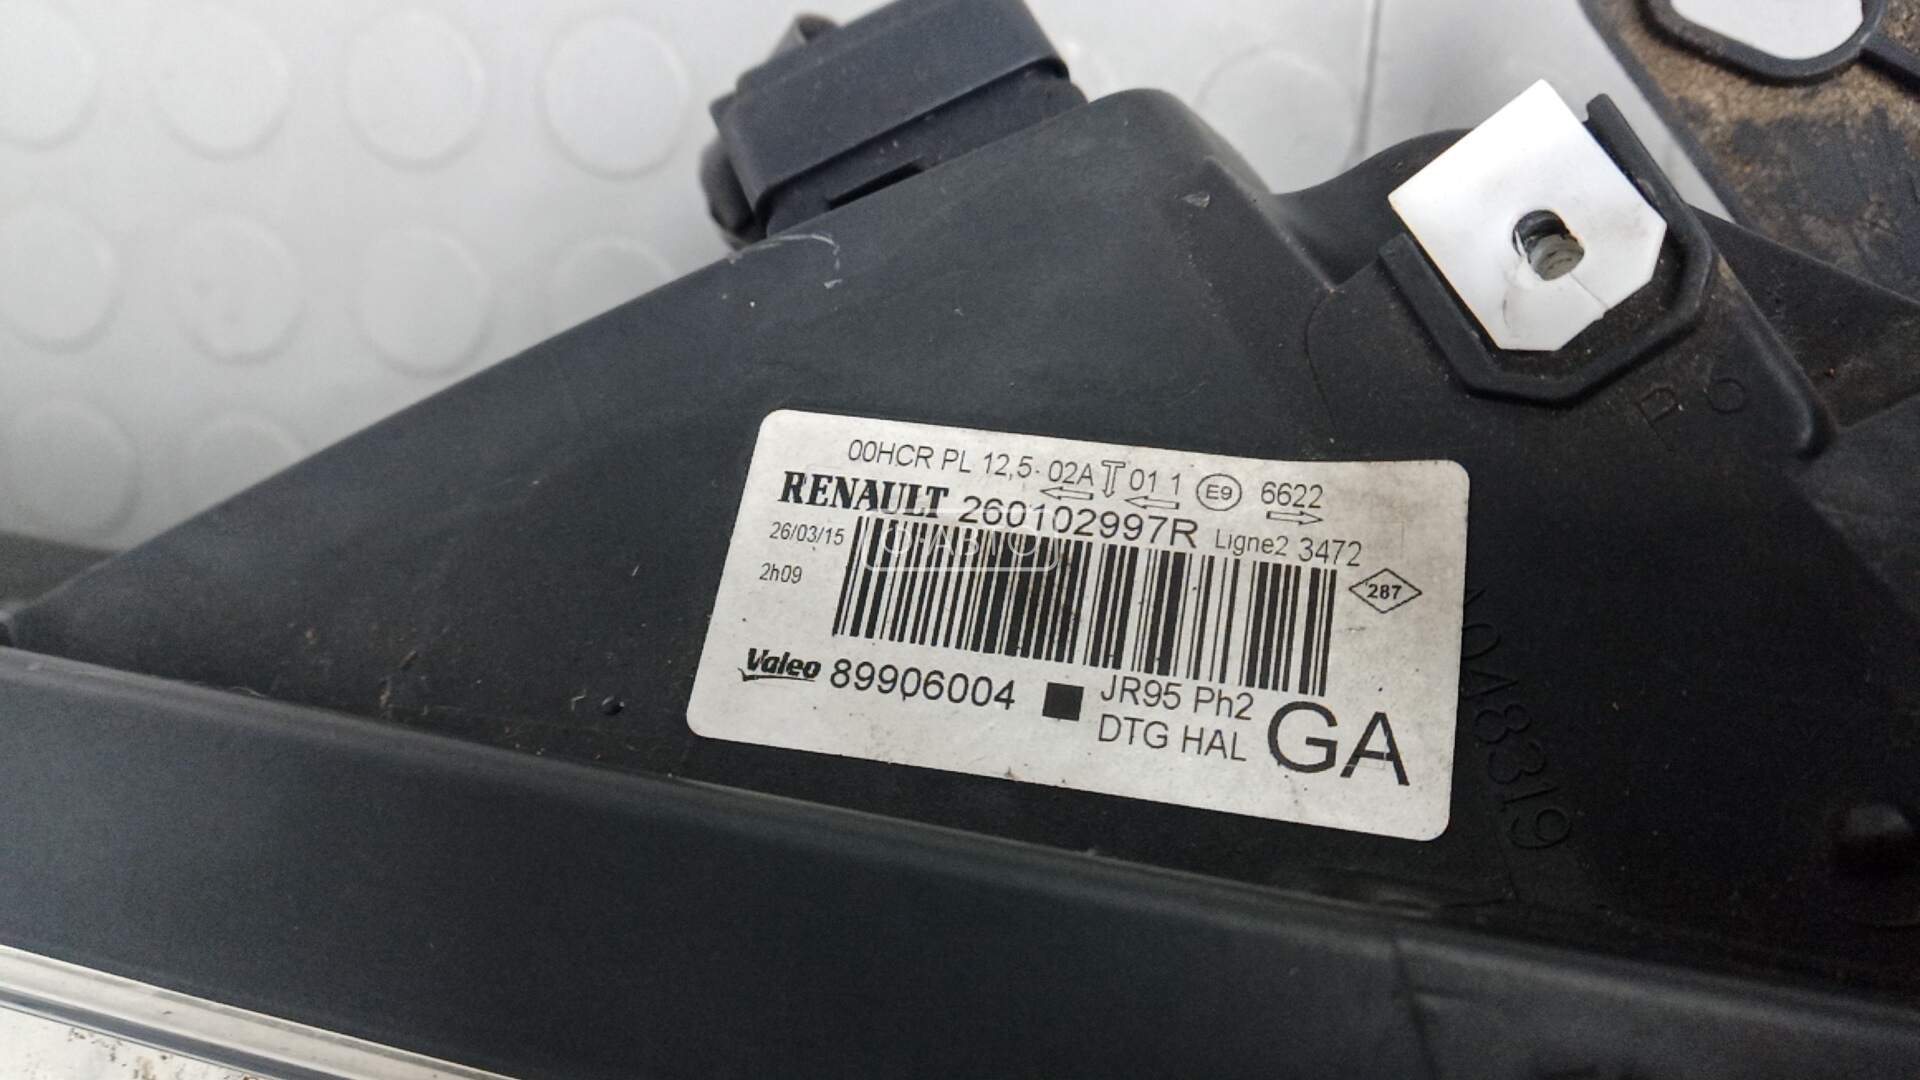 00HCR PL 12,5 02A 01 1 E9 6622
RENAULT 260102997R Ligne2 3472
26/03/15
О-АВТО
2h09
287
Valeo 89906004 JR95 Ph2
DTG HAL GA